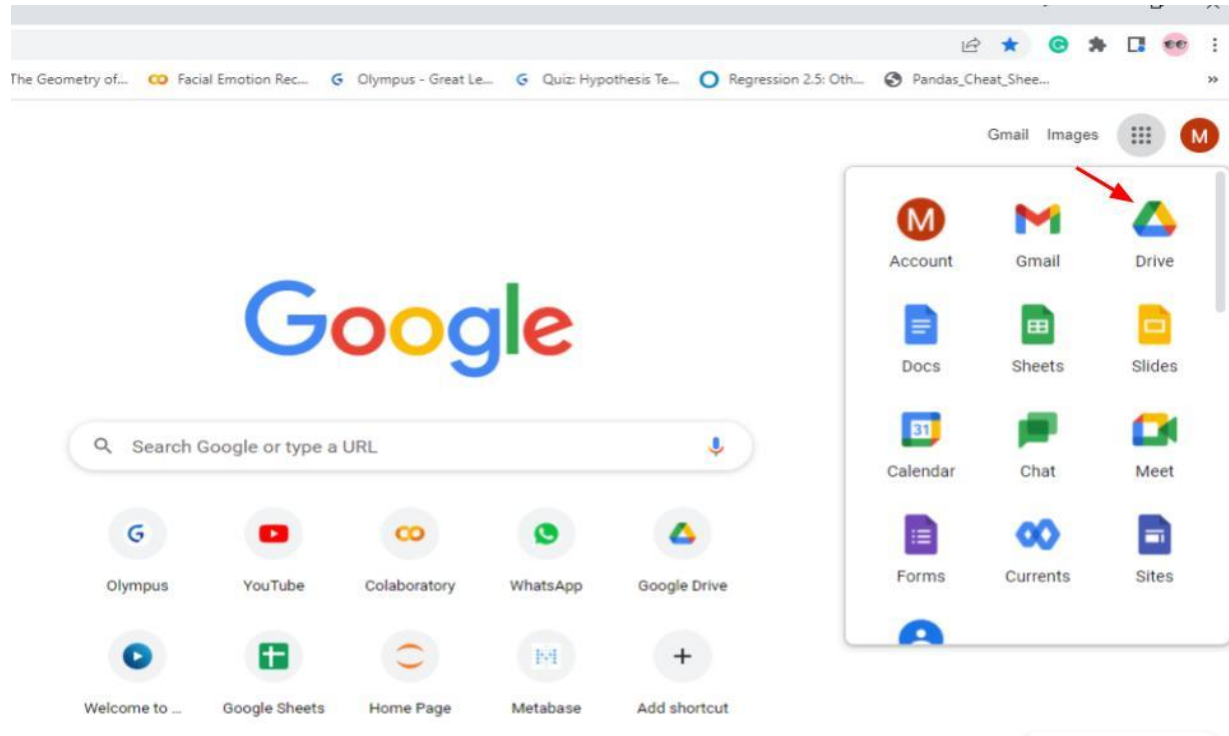 The Geometry of... Facial Emotion Rec... Olympus - Great Le... Quiz: Hypothesis Te... Regression 2.5: Oth... Pandas_Cheat_Shee... »
Gmail Images M
M
Account Gmail Drive
Google
Docs Sheets Slides
Search Google or type a URL
31
Calendar Chat Meet
Olympus YouTube Colaboratory WhatsApp Google Drive
Forms Currents Sites
Welcome to ... Google Sheets Home Page Metabase Add shortcut